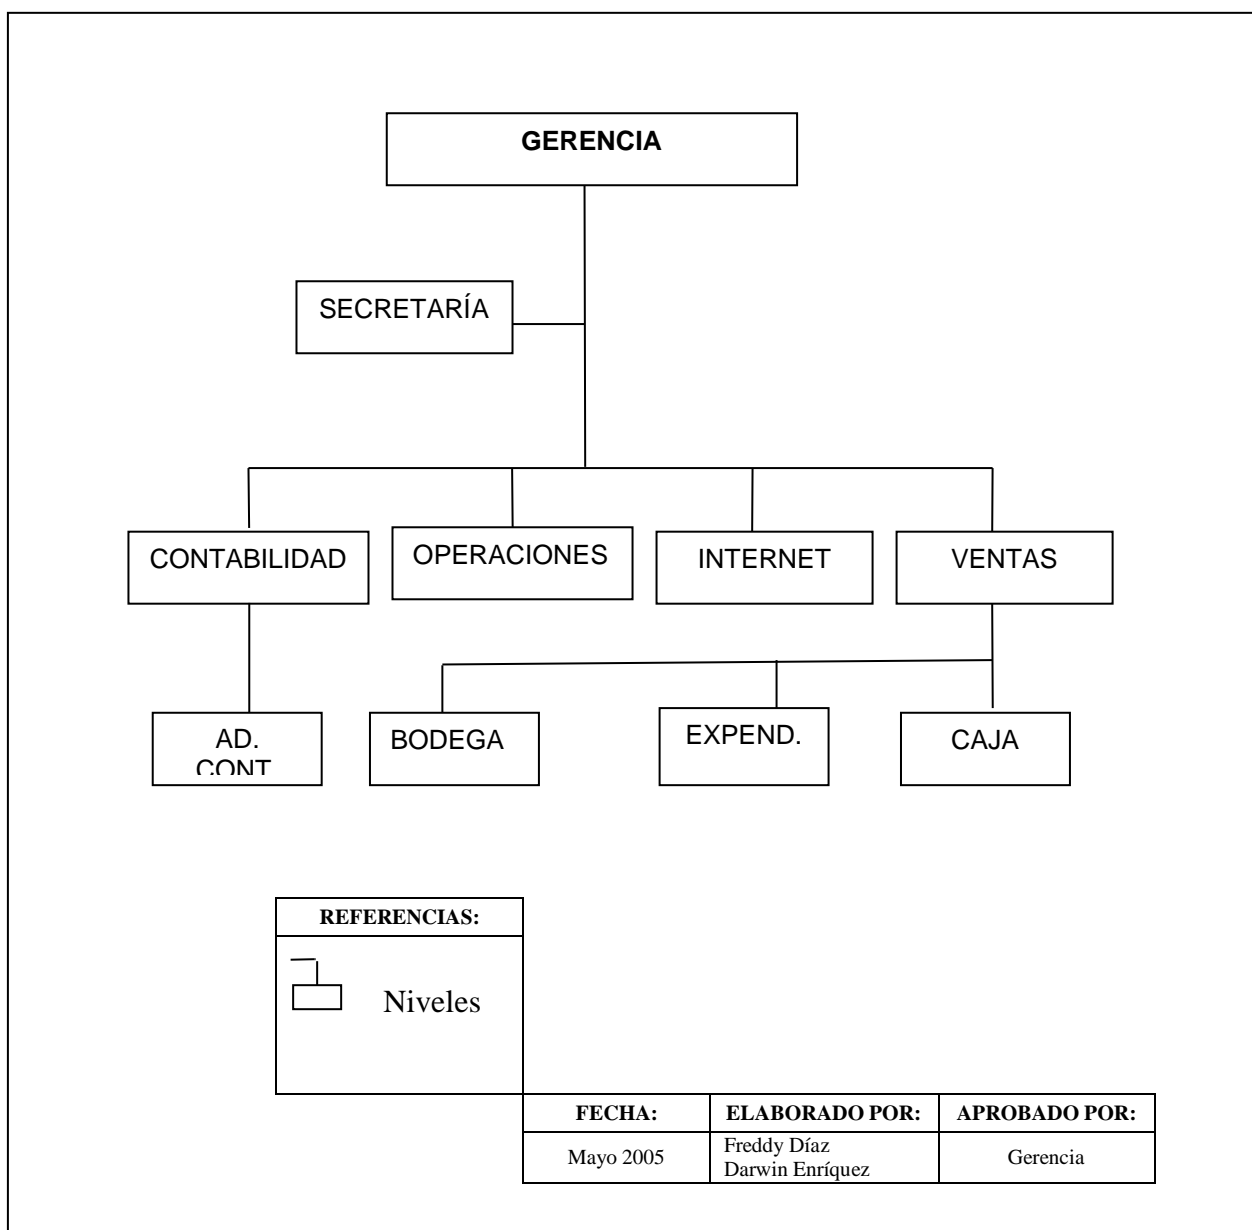 GERENCIA
SECRETARÍA
CONTABILIDAD
OPERACIONES
INTERNET
VENTAS
AD.
CONT
BODEGA
EXPEND.
CAJA
REFERENCIAS:
Niveles
FECHA:
ELABORADO POR:
APROBADO POR:
Mayo 2005
Freddy Díaz
Darwin Enríquez
Gerencia